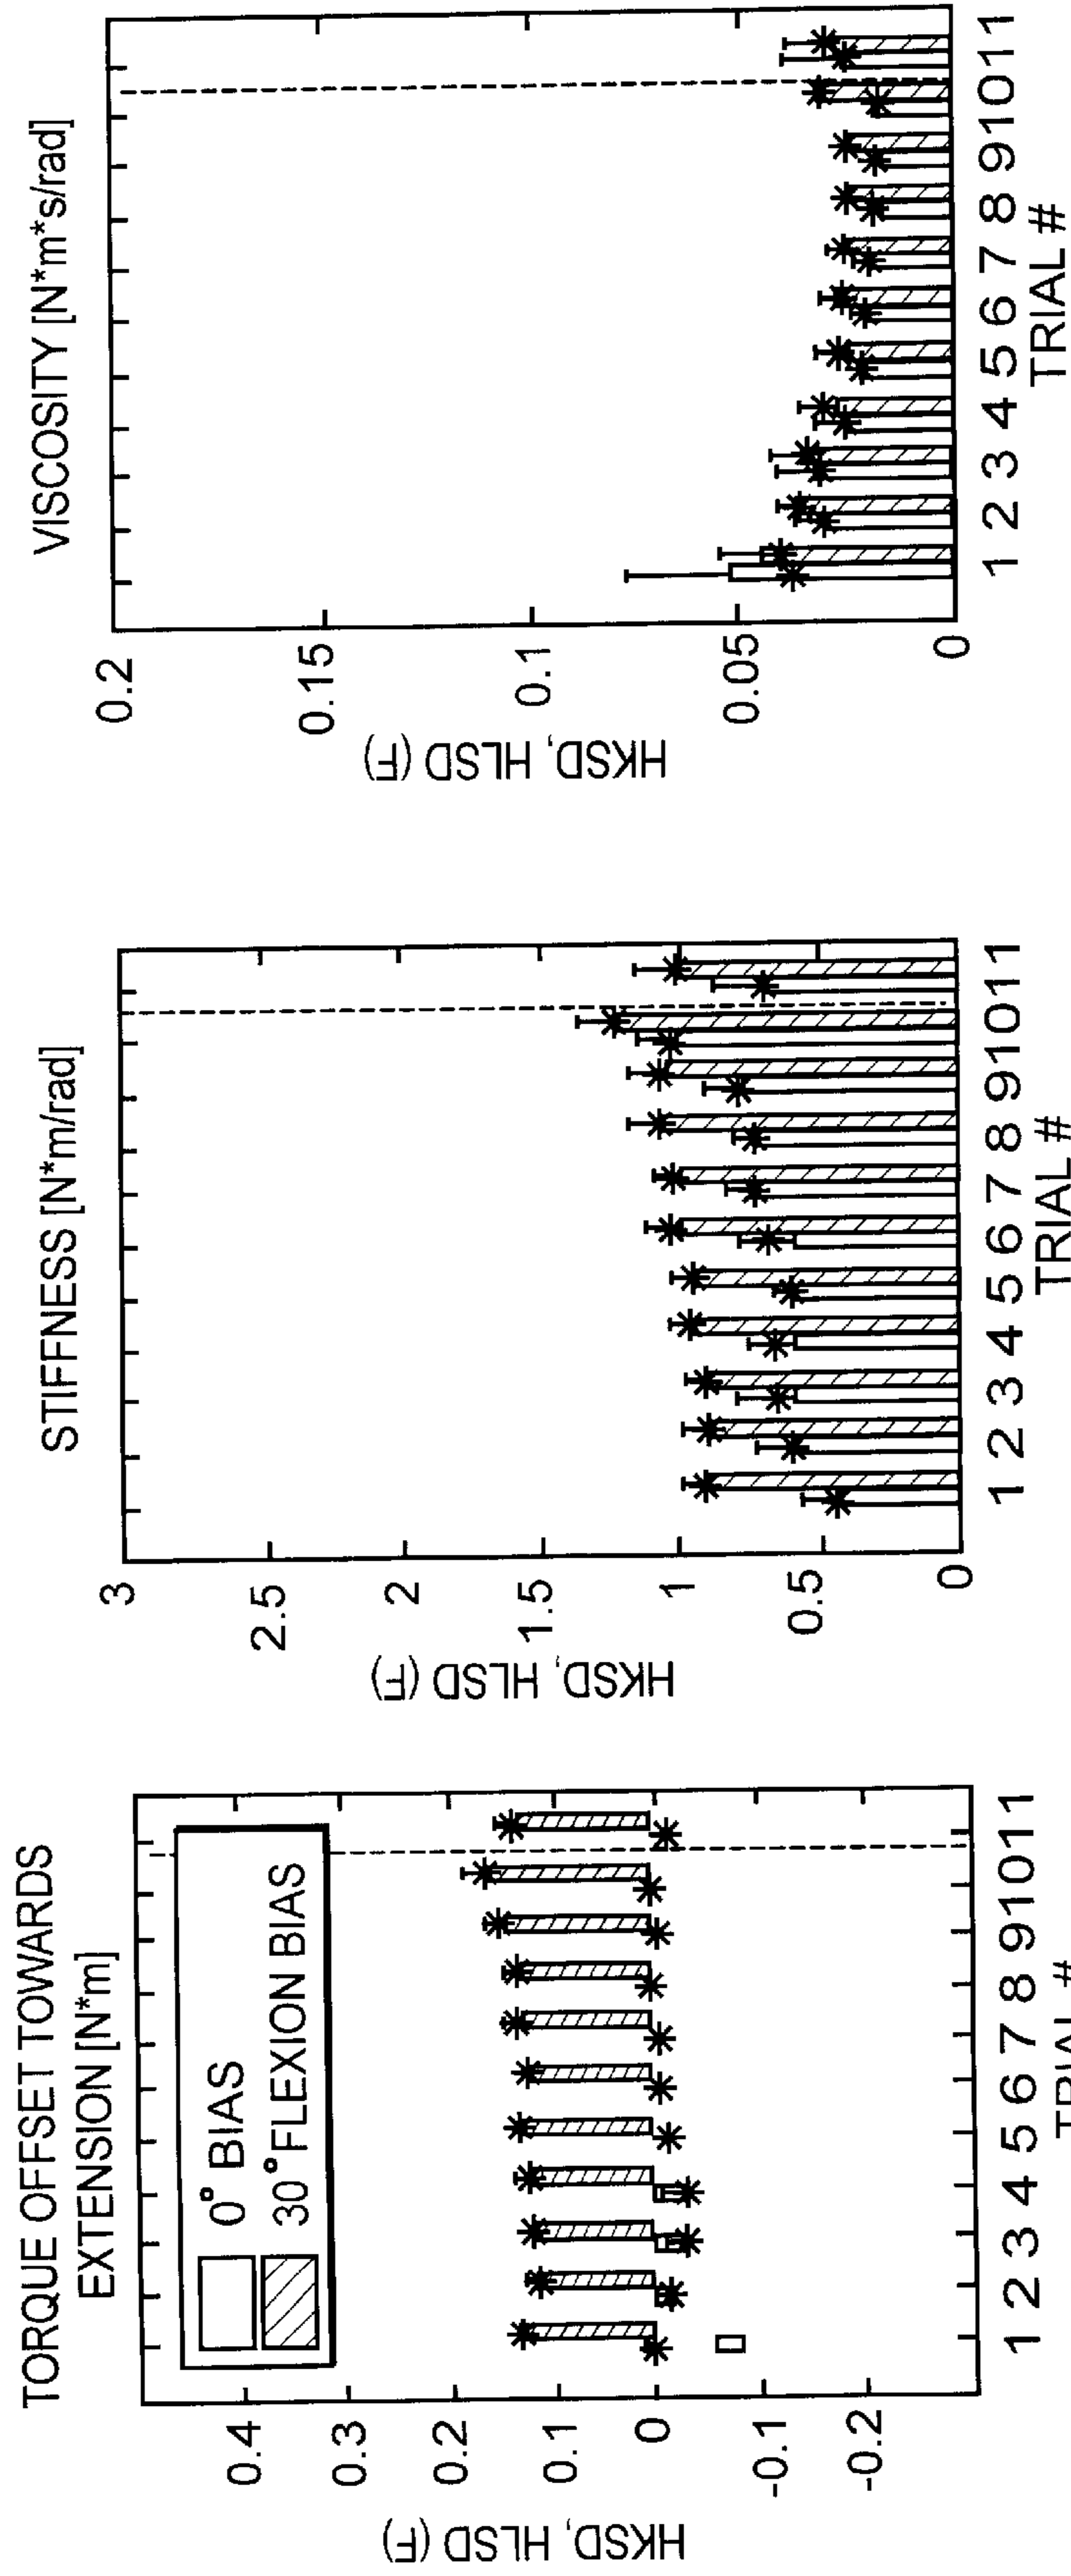 TORQUE OFFSET TOWARDS
EXTENSION [N*m]
HKSD, HLSD (F)
0.4
0.3
0.2
0.1
0
-0.1
-0.2
0° BIAS
30° FLEXION BIAS
1 2 3 4 5 6 7 8 9 10 11
TRIAL #
STIFFNESS [N*m/rad]
HKSD, HLSD (F)
3
2.5
2
1.5
1
0.5
0
1 2 3 4 5 6 7 8 9 10 11
TRIAL #
VISCOSITY [N*m*s/rad]
HKSD, HLSD (F)
0.2
0.15
0.1
0.05
0
1 2 3 4 5 6 7 8 9 10 11
TRIAL #